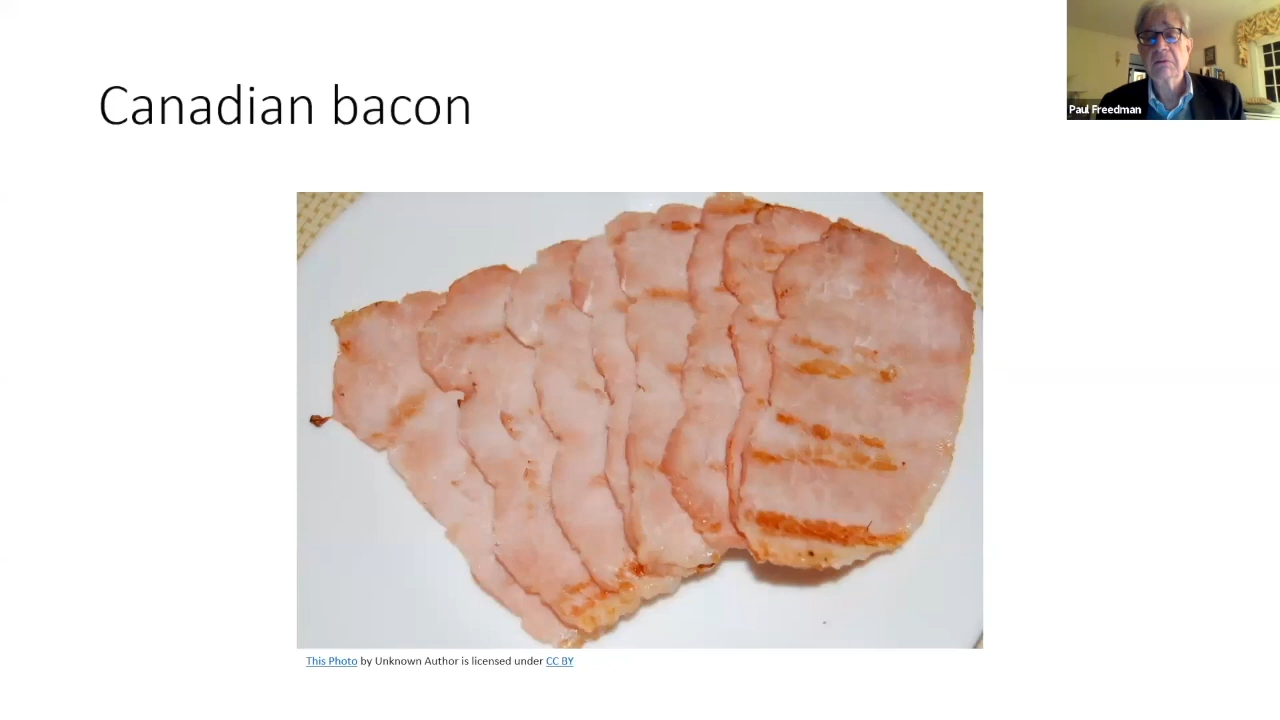 Canadian bacon
Paul Freedman
This Photo by Unknown Author is licensed under CC BY